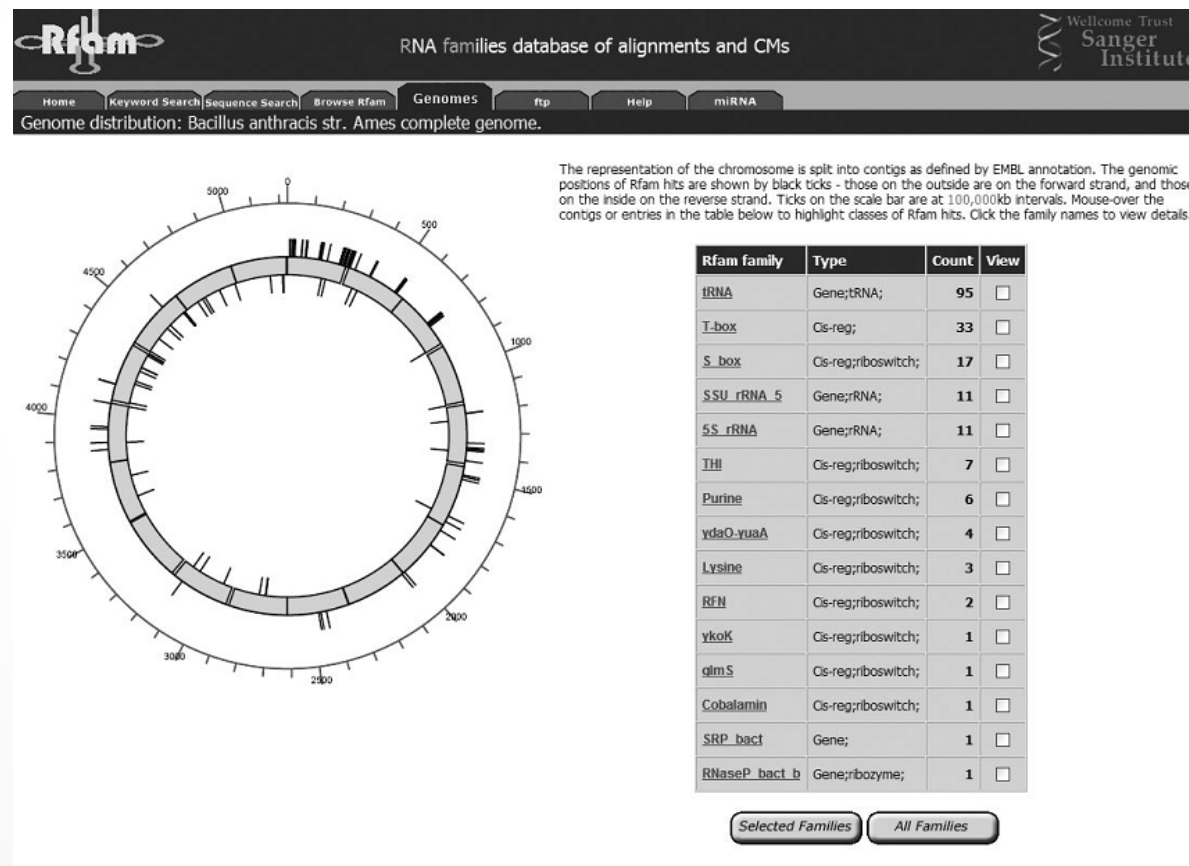 Rfam
RNA families database of alignments and CMs
Wellcome Trust
Sanger
Institute
Home Keyword Search Sequence Search Browse Rfam Genomes ftp Help miRNA
Genome distribution: Bacillus anthracis str. Ames complete genome.
The representation of the chromosome is split into contigs as defined by EMBL annotation. The genomic
positions of Rfam hits are shown by black ticks - those on the outside are on the forward strand, and those
on the inside on the reverse strand. Ticks on the scale bar are at 100,000kb intervals. Mouse-over the
contigs or entries in the table below to highlight classes of Rfam hits. Click the family names to view details.
0
500
1000
1500
2000
2500
3000
3500
4000
4500
5000
Rfam family Type Count View
tRNA Gene;tRNA; 95
T-box Cis-reg; 33
S_box Cis-reg;riboswitch; 17
SSU_rRNA_5 Gene;rRNA; 11
5S_rRNA Gene;rRNA; 11
THI Cis-reg;riboswitch; 7
Purine Cis-reg;riboswitch; 6
ydaO-yuaA Cis-reg;riboswitch; 4
Lysine Cis-reg;riboswitch; 3
RFN Cis-reg;riboswitch; 2
ykoK Cis-reg;riboswitch; 1
glmS Cis-reg;riboswitch; 1
Cobalamin Cis-reg;riboswitch; 1
SRP_bact Gene; 1
RNaseP_bact_b Gene;ribozyme; 1
Selected Families All Families